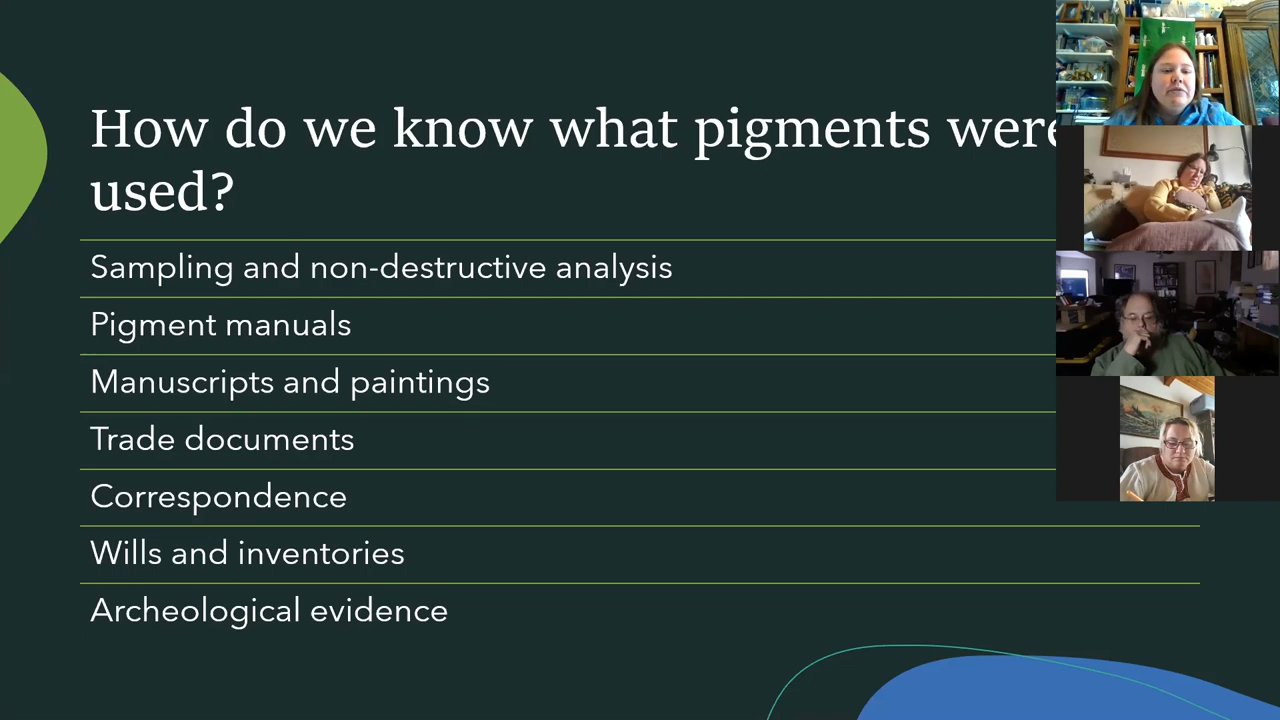 How do we know what pigments were
used?
Sampling and non-destructive analysis
Pigment manuals
Manuscripts and paintings
Trade documents
Correspondence
Wills and inventories
Archeological evidence